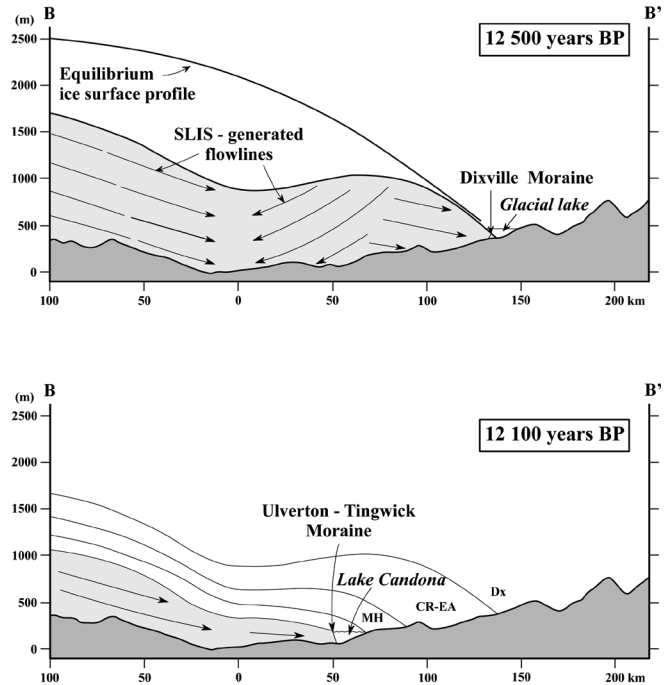 B B’
(m)
12 500 years BP
2500
Equilibrium
ice surface profile
2000
1500
SLIS - generated
flowlines
1000
Dixville Moraine
Glacial lake
500
0
100 50 0 50 100 150 200 km
B B’
(m)
2500
12 100 years BP
2000
1500
Ulverton - Tingwick
Moraine
1000
Lake Candona
Dx
500
MH CR-EA
0
100 50 0 50 100 150 200 km